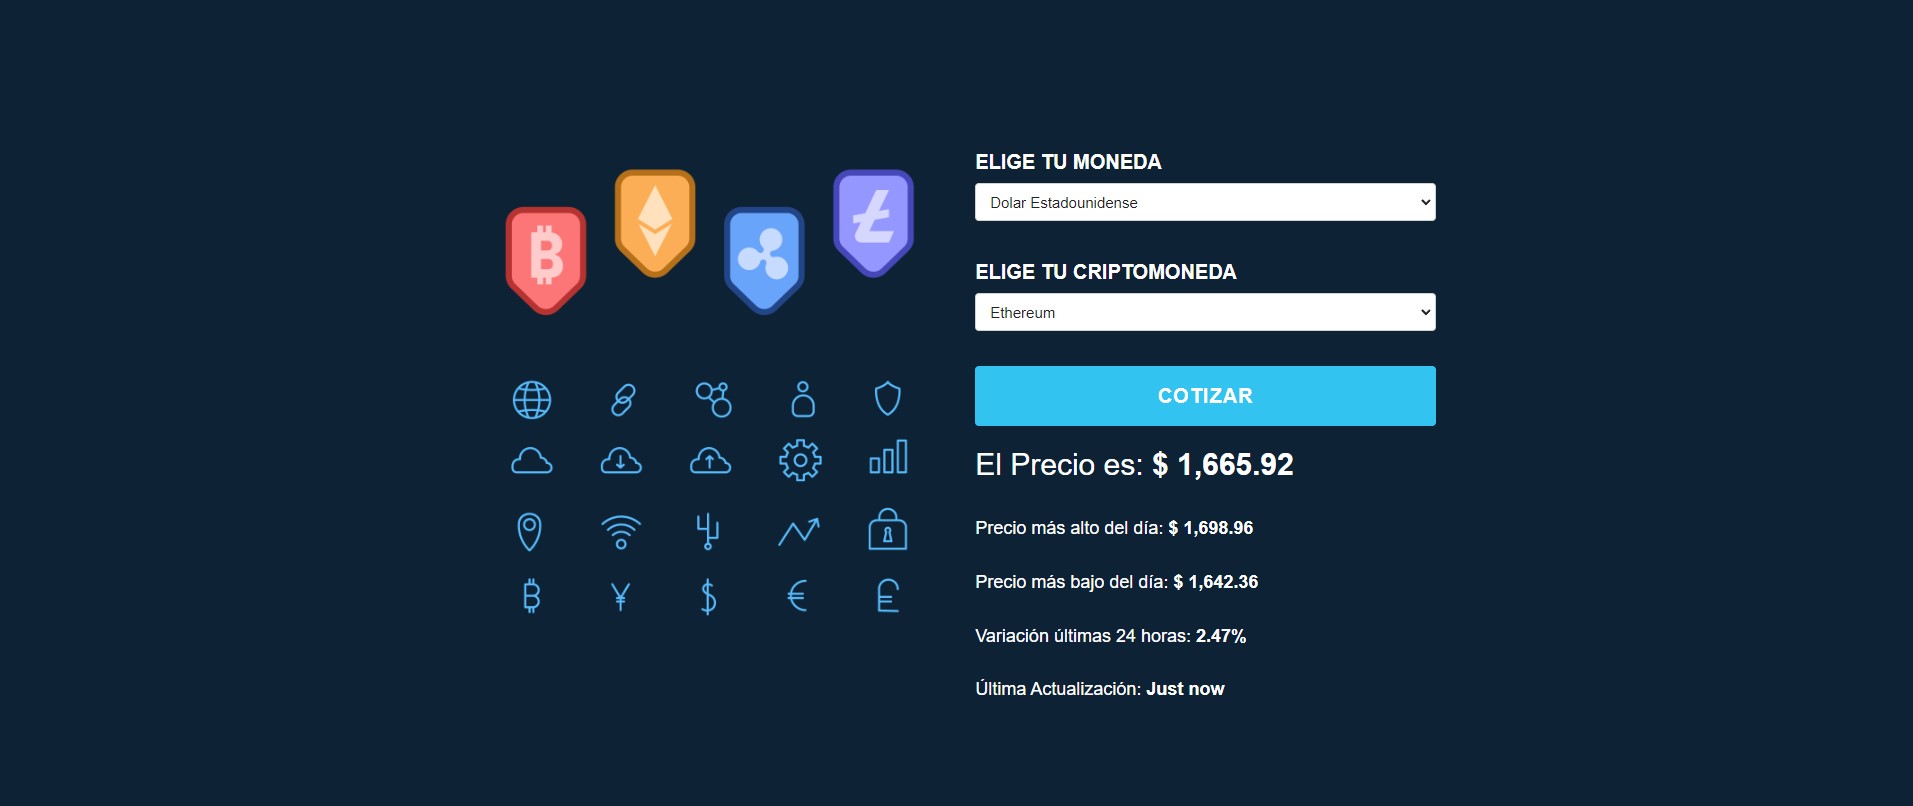 ELIGE TU MONEDA
Dolar Estadounidense
ELIGE TU CRIPTOMONEDA
Ethereum
COTIZAR
El Precio es: $ 1,665.92
Precio más alto del día: $ 1,698.96
Precio más bajo del día: $ 1,642.36
Variación últimas 24 horas: 2.47%
Última Actualización: Just now